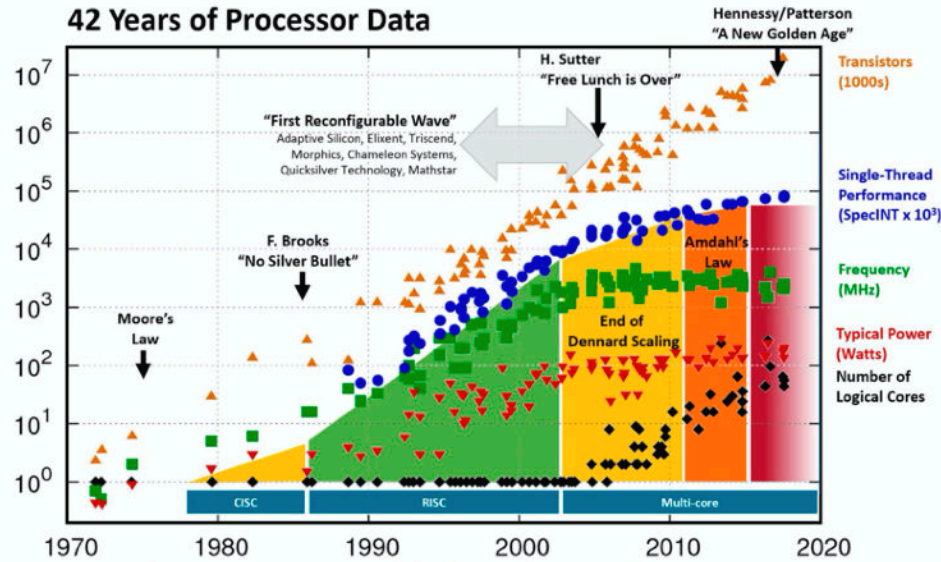 42 Years of Processor Data
Hennessy/Patterson
“A New Golden Age”
H. Sutter
“Free Lunch is Over”
Transistors
(1000s)
“First Reconfigurable Wave”
Adaptive Silicon, Elixent, Triscend,
Morphics, Chameleon Systems,
Quicksilver Technology, Mathstar
Single-Thread
Performance
(SpecINT x 10³)
F. Brooks
“No Silver Bullet”
Amdahl’s
Law
Frequency
(MHz)
Moore’s
Law
End of
Dennard Scaling
Typical Power
(Watts)
Number of
Logical Cores
10⁷
10⁶
10⁵
10⁴
10³
10²
10¹
10⁰
CISC
RISC
Multi-core
1970
1980
1990
2000
2010
2020